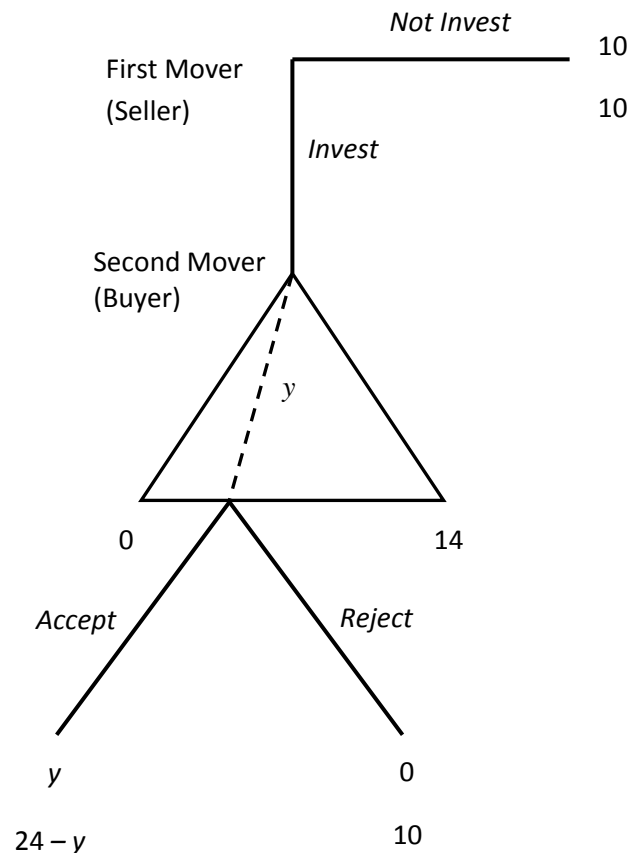 Not Invest
10
First Mover
(Seller)
10
Invest
Second Mover
(Buyer)
y
0
14
Accept
Reject
y
0
24 – y
10